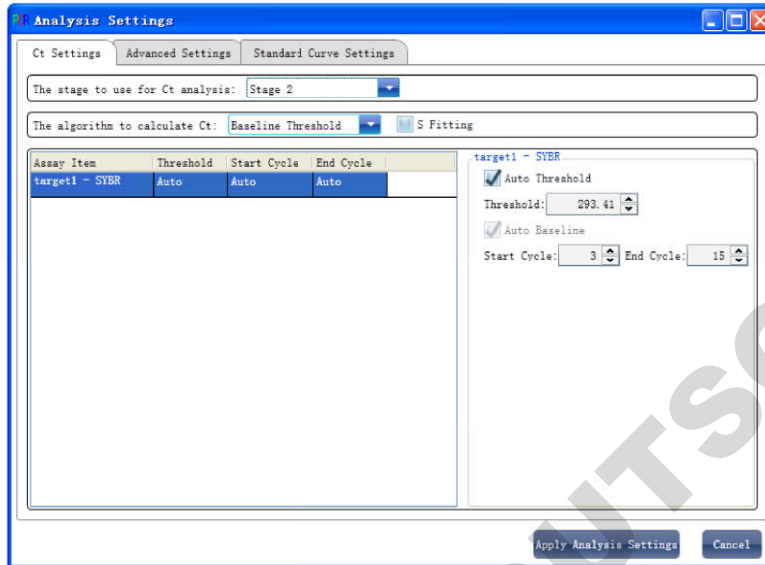 PCR Analysis Settings
Ct Settings Advanced Settings Standard Curve Settings
The stage to use for Ct analysis: Stage 2
The algorithm to calculate Ct: Baseline Threshold S Fitting
Assay Item Threshold Start Cycle End Cycle
target1 - SYBR Auto Auto Auto
target1 - SYBR
Auto Threshold
Threshold: 293.41
Auto Baseline
Start Cycle: 3 End Cycle: 15
Apply Analysis Settings Cancel